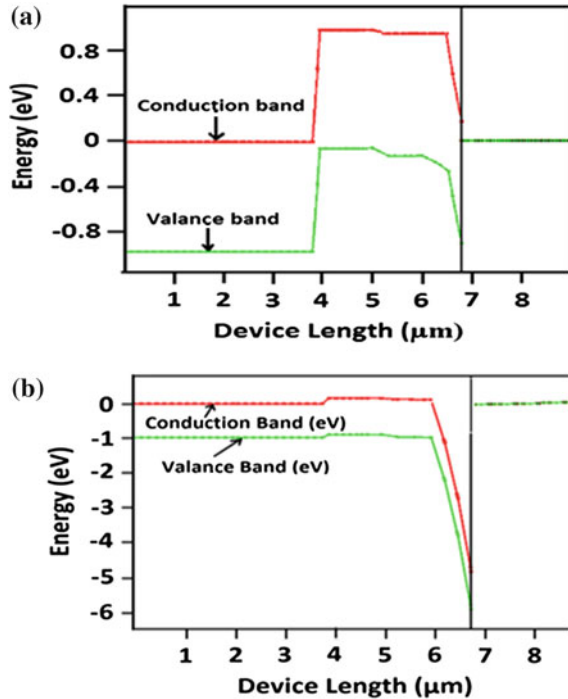 (a)
0.8
0.4
0
-0.4
-0.8
Energy (eV)
Conduction band
Valance band
1 2 3 4 5 6 7 8
Device Length (μm)
(b)
0
-1
-2
-3
-4
-5
-6
Energy (eV)
Conduction Band (eV)
Valance Band (eV)
1 2 3 4 5 6 7 8
Device Length (μm)